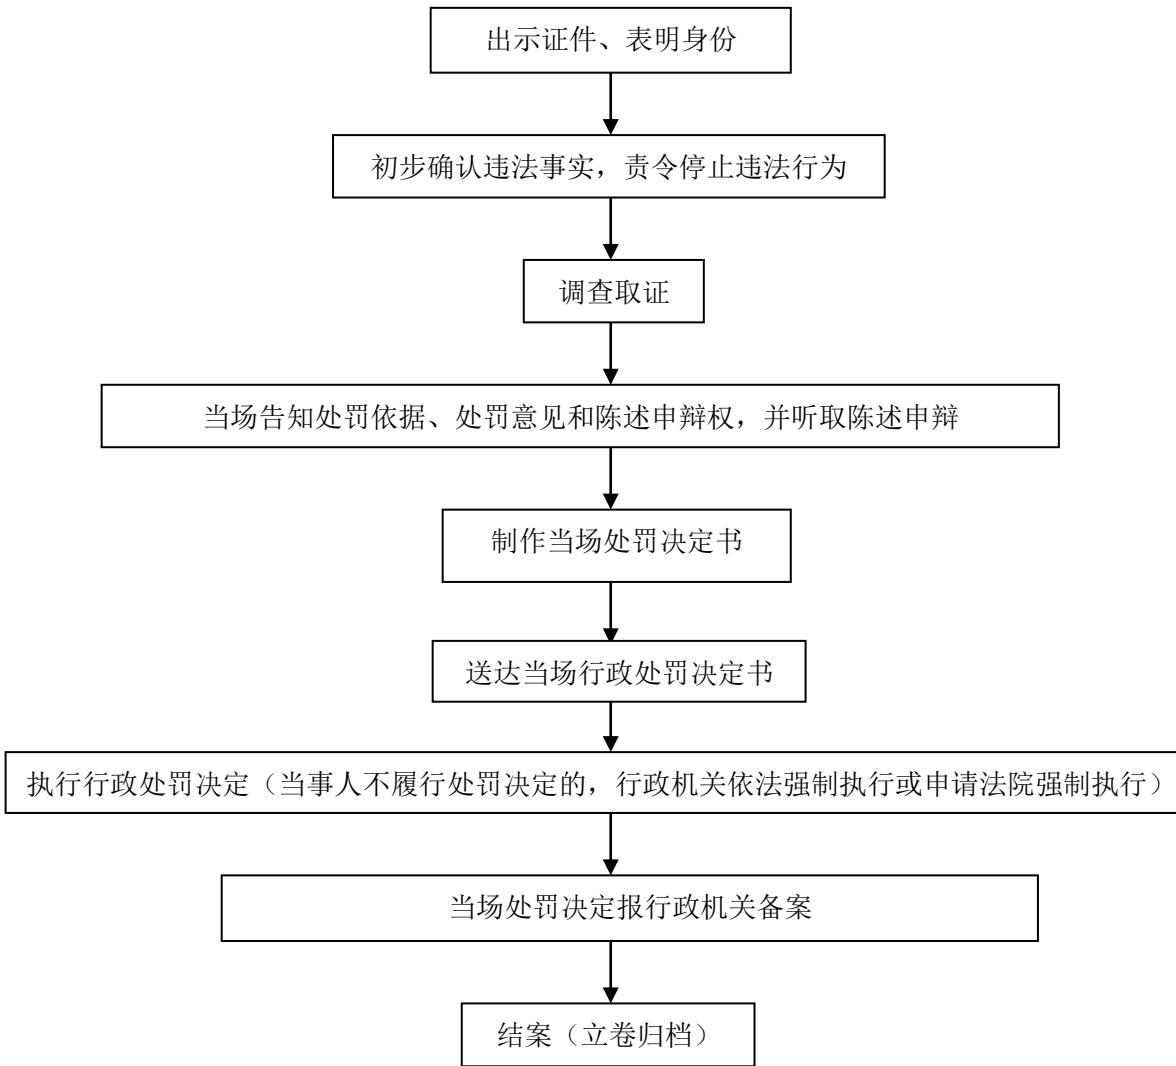 出示证件、表明身份
初步确认违法事实，责令停止违法行为
调查取证
当场告知处罚依据、处罚意见和陈述申辩权，并听取陈述申辩
制作当场处罚决定书
送达当场行政处罚决定书
执行行政处罚决定（当事人不履行处罚决定的，行政机关依法强制执行或申请法院强制执行）
当场处罚决定报行政机关备案
结案（立卷归档）